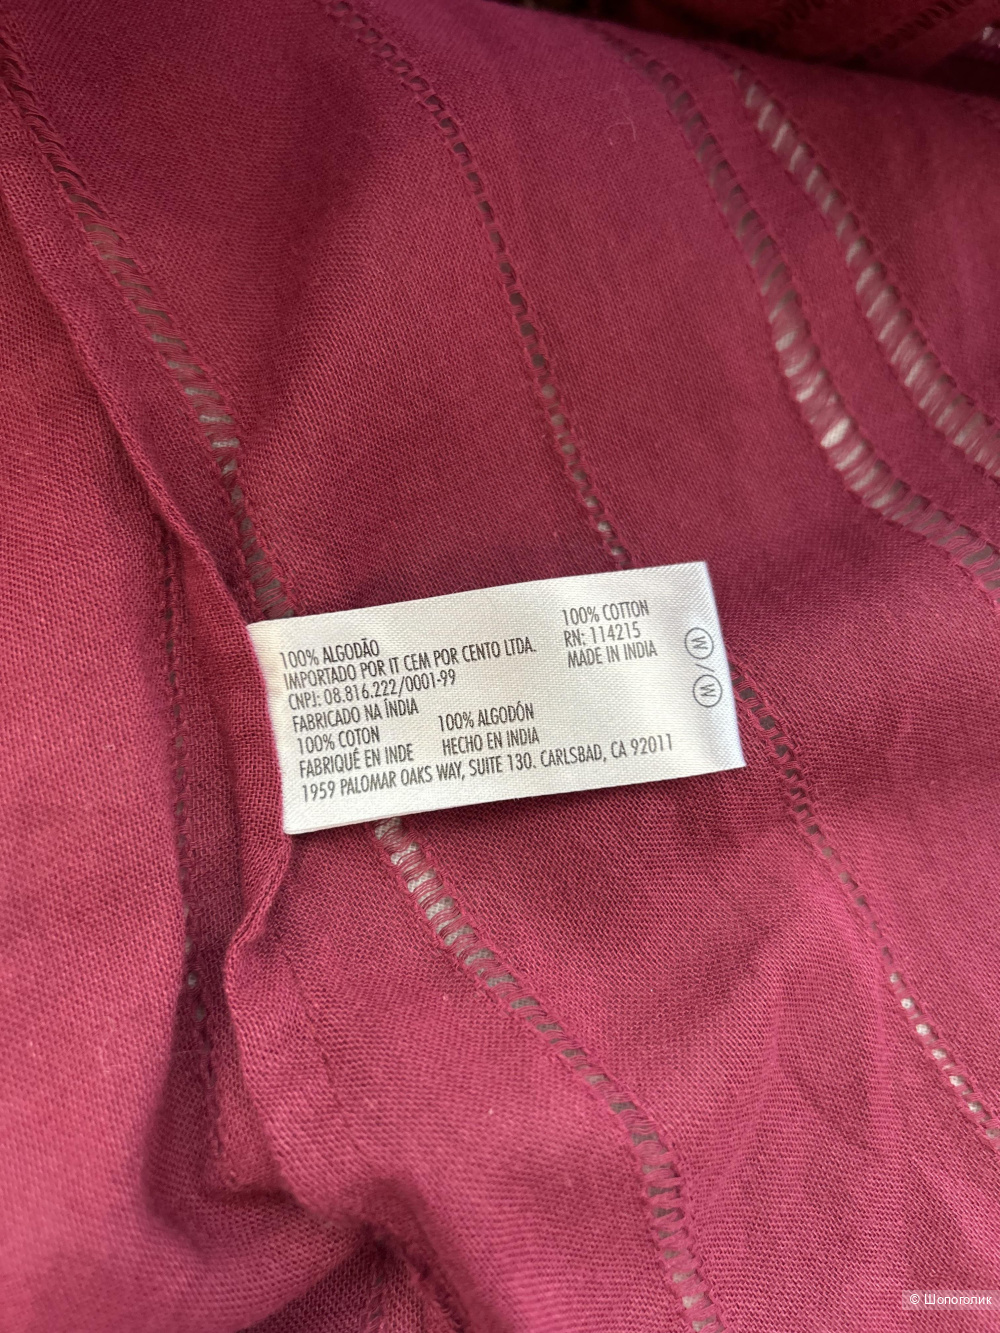 100% ALGODÃO
IMPORTADO POR IT CEM POR CENTO LTDA.
CNPJ: 08.816.222/0001-99
FABRICADO NA ÍNDIA
100% COTON
FABRIQUÉ EN INDE
100% ALGODÓN
HECHO EN INDIA
1959 PALOMAR OAKS WAY, SUITE 130. CARLSBAD, CA 92011
100% COTTON
RN: 114215
MADE IN INDIA
W / W
© Шопоголик